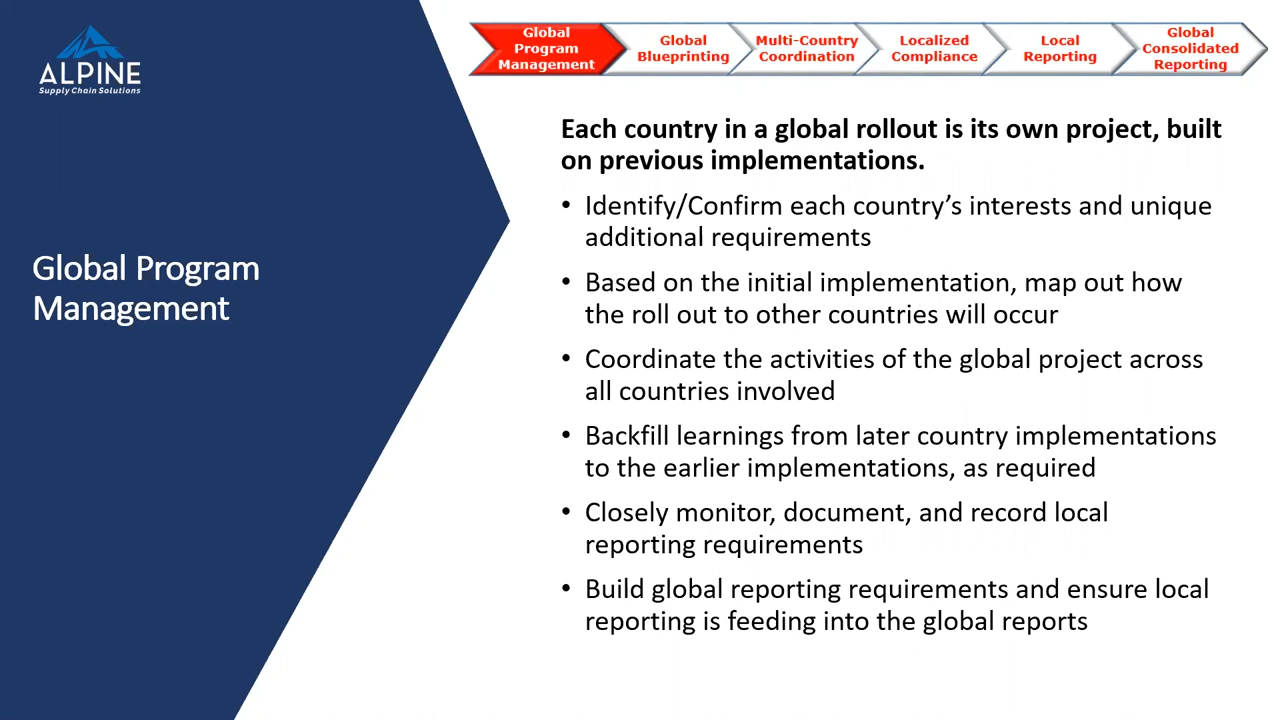 ALPINE
Supply Chain Solutions
Global
Program
Management
Global
Blueprinting
Multi-Country
Coordination
Localized
Compliance
Local
Reporting
Global
Consolidated
Reporting
Global Program
Management
Each country in a global rollout is its own project, built
on previous implementations.
• Identify/Confirm each country’s interests and unique
additional requirements
• Based on the initial implementation, map out how
the roll out to other countries will occur
• Coordinate the activities of the global project across
all countries involved
• Backfill learnings from later country implementations
to the earlier implementations, as required
• Closely monitor, document, and record local
reporting requirements
• Build global reporting requirements and ensure local
reporting is feeding into the global reports